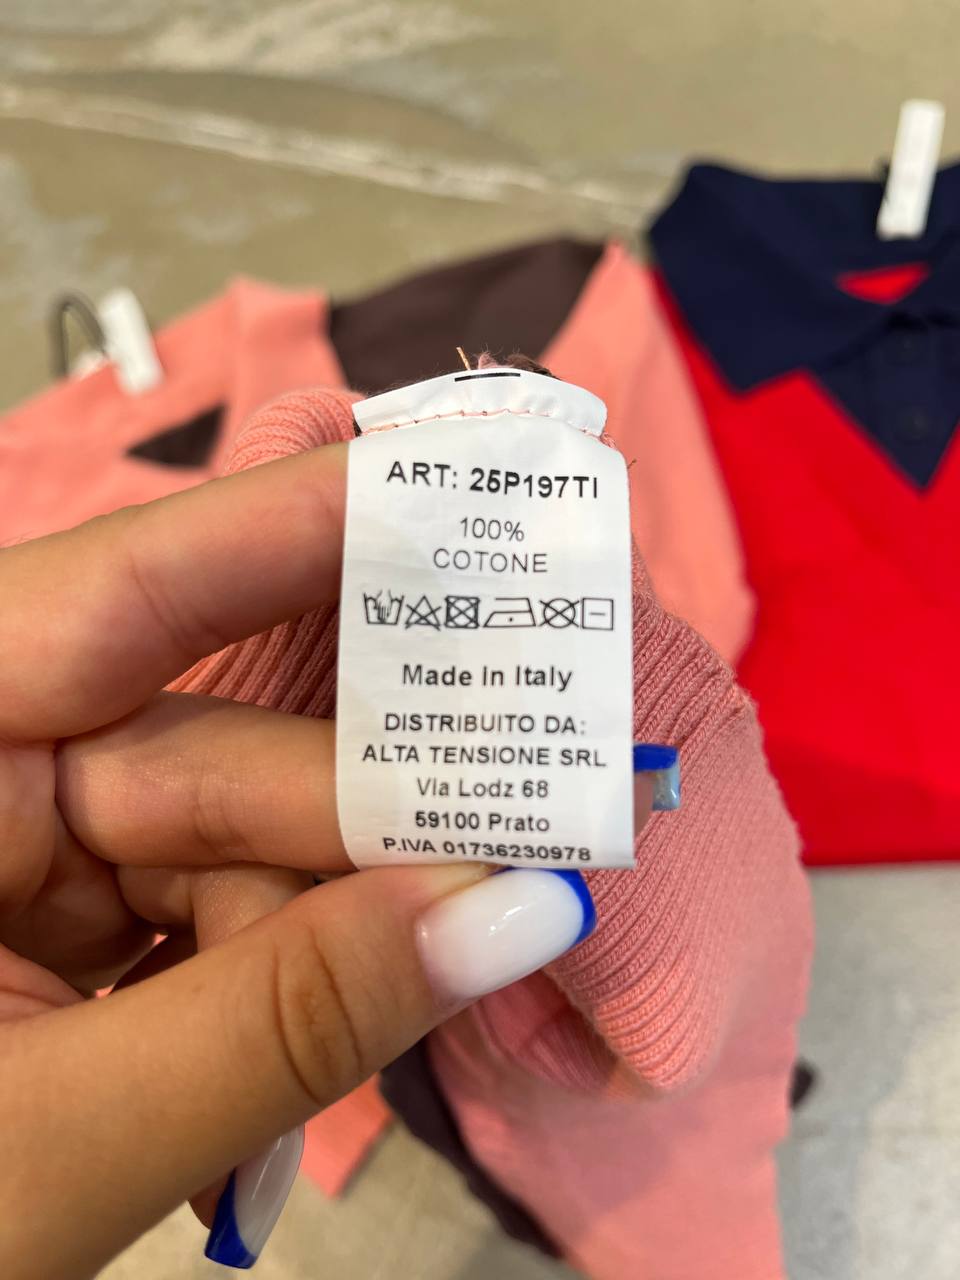 ART: 25P197TI
100%
COTONE
Made In Italy
DISTRIBUITO DA:
ALTA TENSIONE SRL
Via Lodz 68
59100 Prato
P.IVA 01736230978